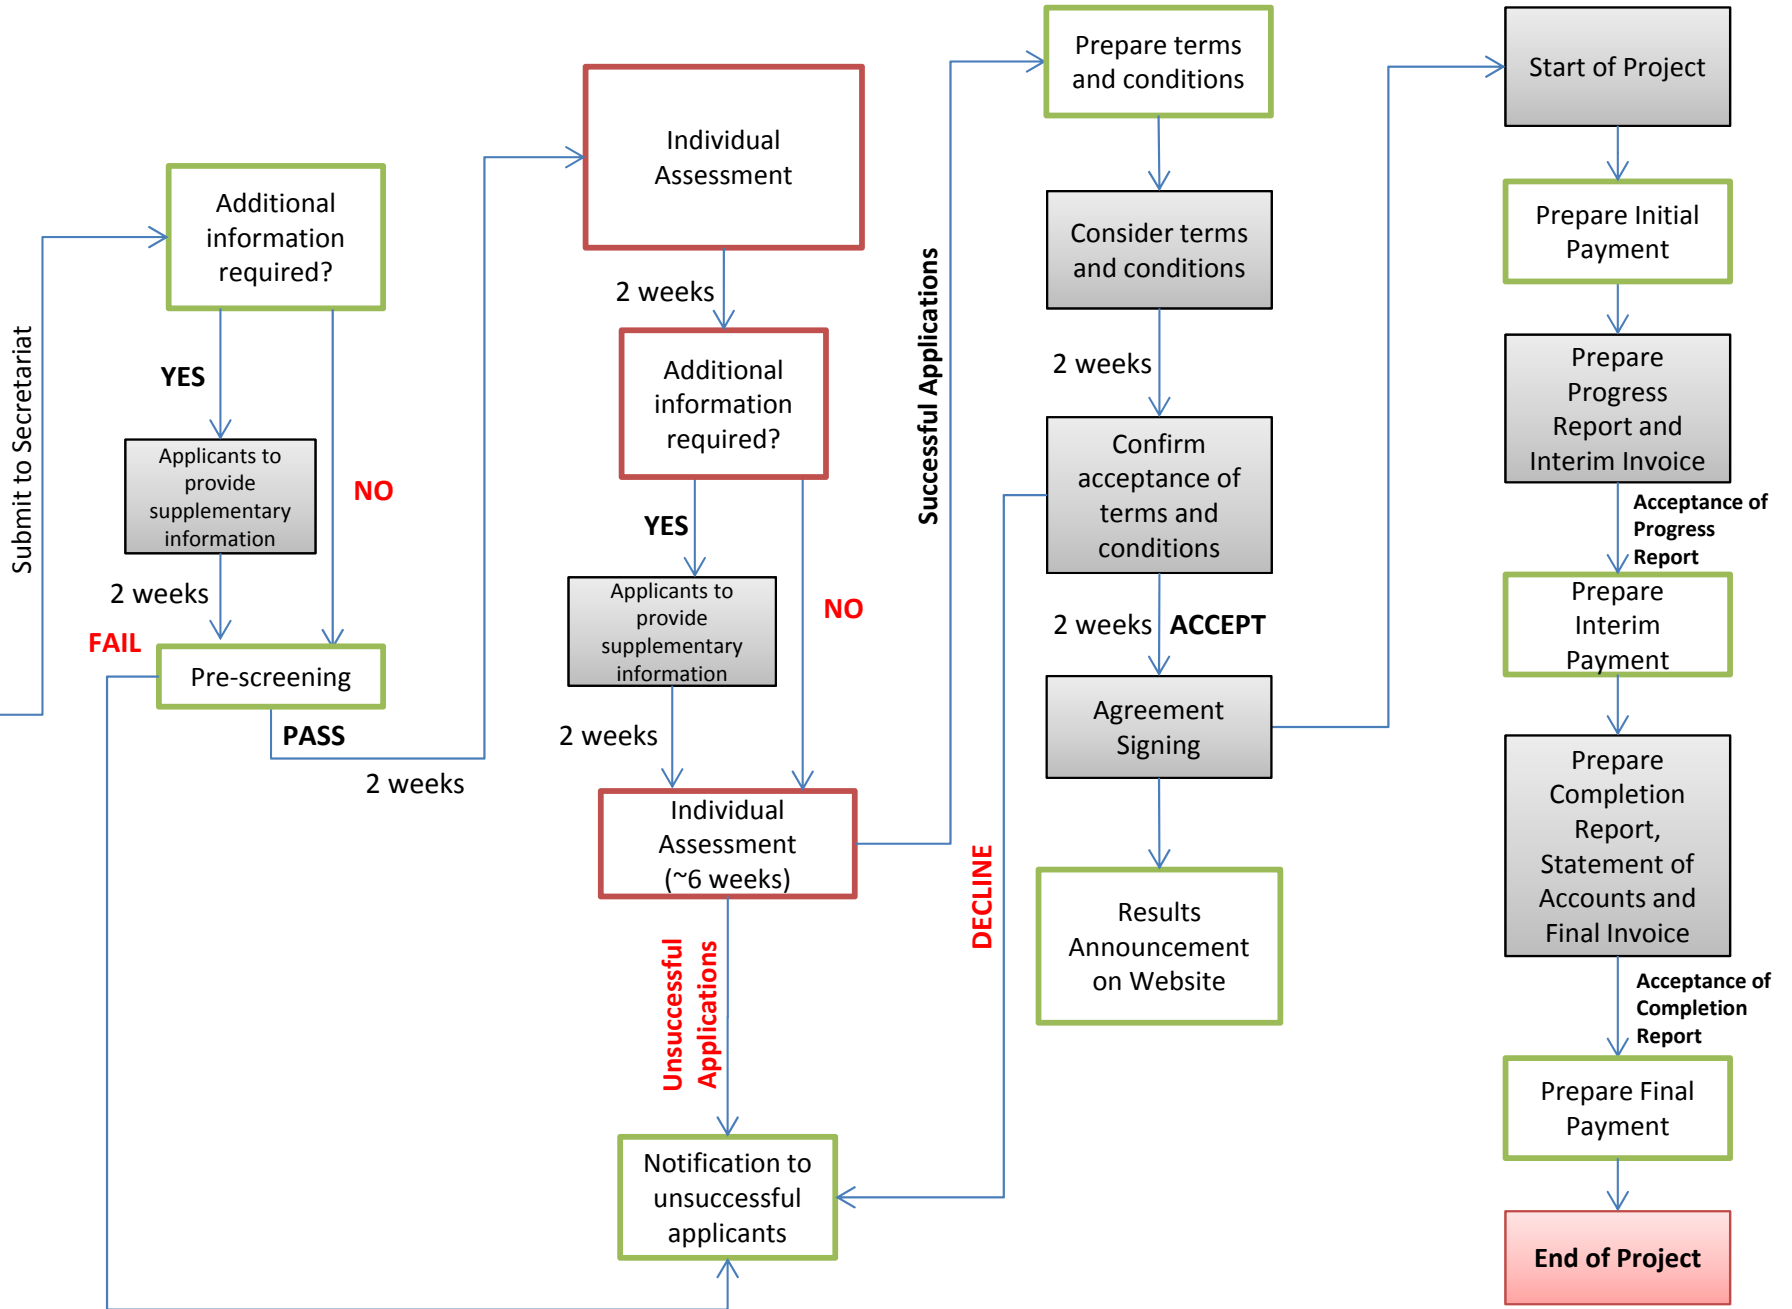 Submit to Secretariat
Additional
information
required?
YES
NO
Applicants to
provide
supplementary
information
2 weeks
FAIL
Pre-screening
PASS
2 weeks
Individual
Assessment
2 weeks
Additional
information
required?
YES
NO
Applicants to
provide
supplementary
information
2 weeks
Individual
Assessment
(~6 weeks)
Unsuccessful
Applications
Notification to
unsuccessful
applicants
Successful Applications
Prepare terms
and conditions
Consider terms
and conditions
2 weeks
Confirm
acceptance of
terms and
conditions
2 weeks ACCEPT
DECLINE
Agreement
Signing
Results
Announcement
on Website
Start of Project
Prepare Initial
Payment
Prepare
Progress
Report and
Interim Invoice
Acceptance of
Progress
Report
Prepare
Interim
Payment
Prepare
Completion
Report,
Statement of
Accounts and
Final Invoice
Acceptance of
Completion
Report
Prepare Final
Payment
End of Project